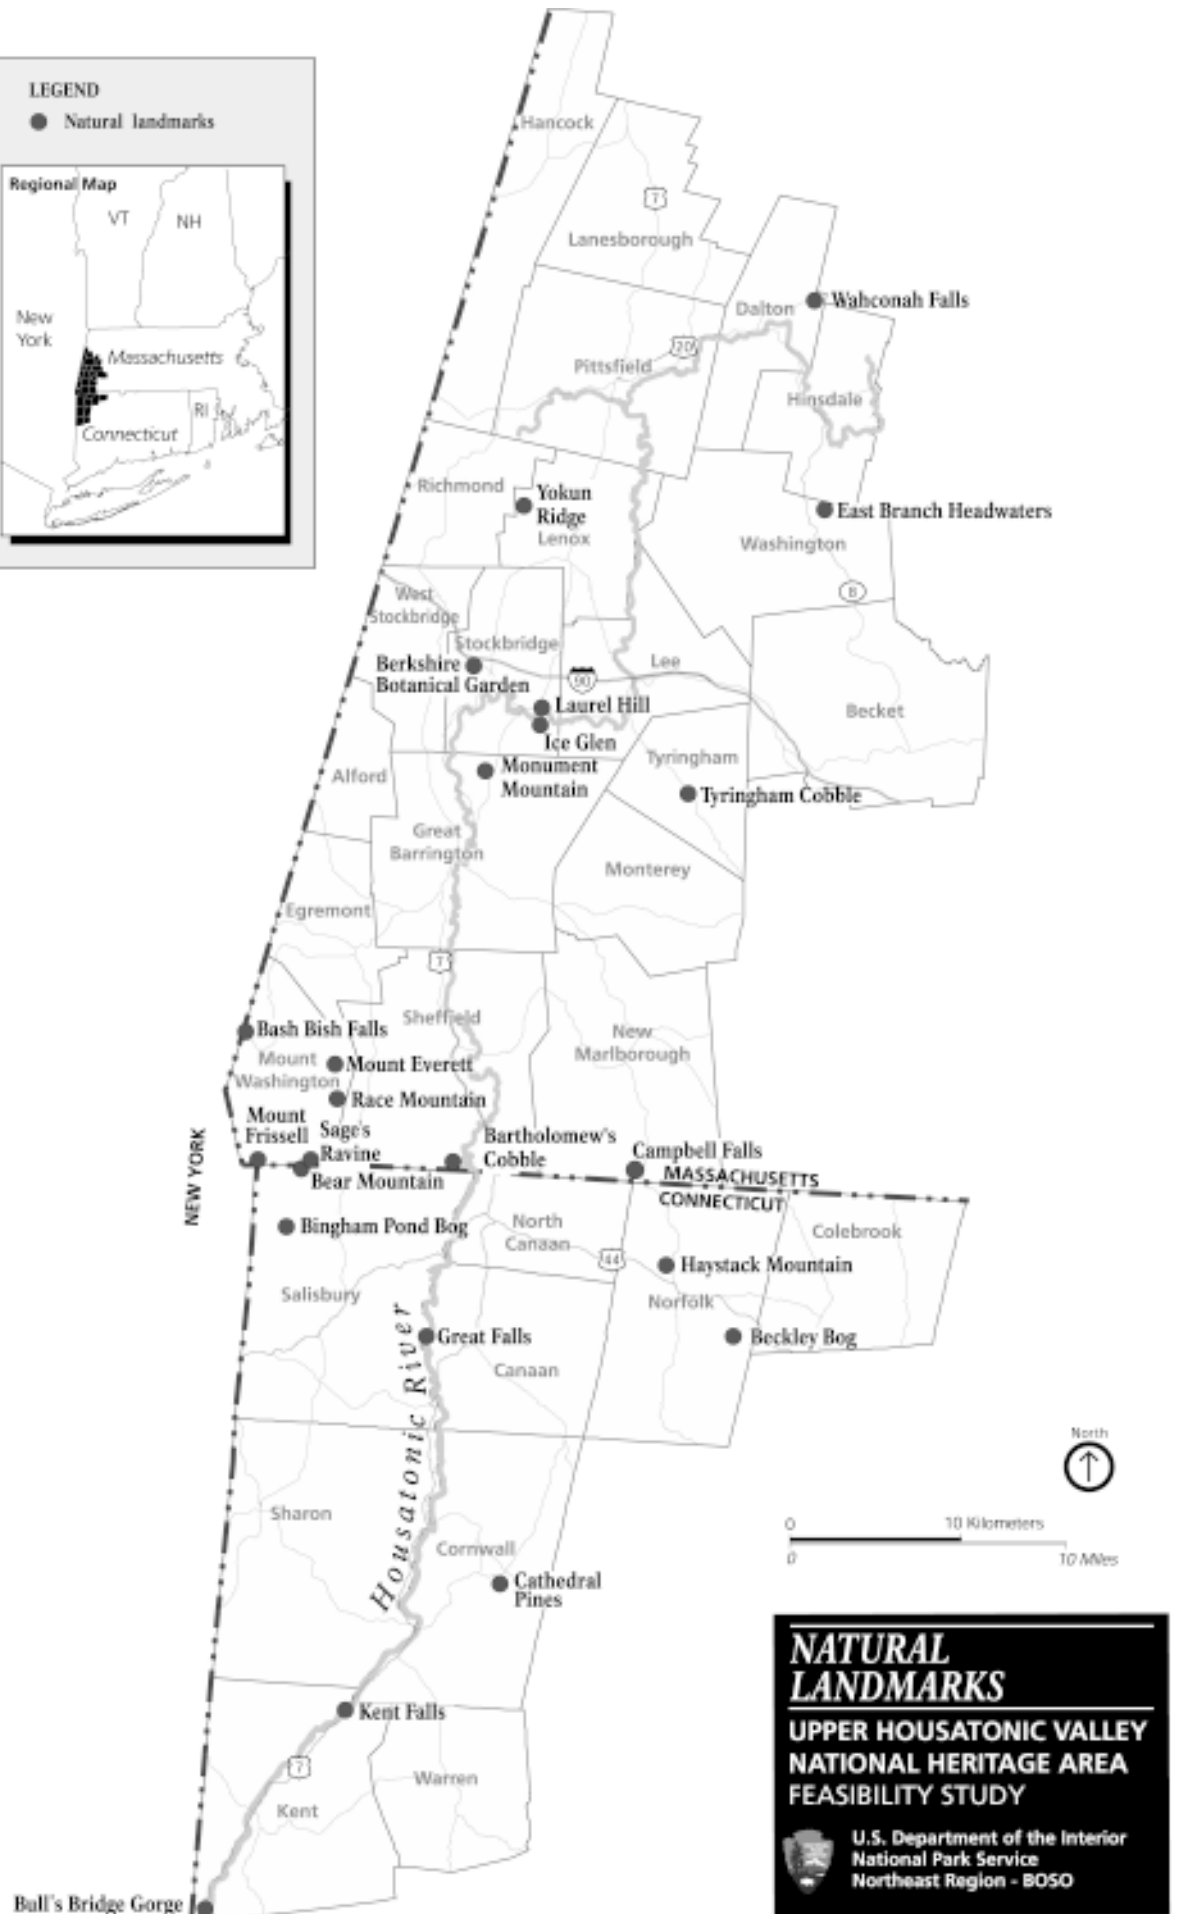 LEGEND
Natural landmarks
Regional Map
VT
NH
New
York
Massachusetts
RI
Connecticut
Hancock
7
Lanesborough
Wahconah Falls
Dalton
20
Pittsfield
Hinsdale
Richmond
Yokun
Ridge
Lenox
East Branch Headwaters
Washington
8
West
Stockbridge
Stockbridge
Berkshire
Botanical Garden
90
Lee
Laurel Hill
Ice Glen
Becket
Tyringham
Monument
Mountain
Alford
Tyringham Cobble
Great
Barrington
Monterey
Egremont
7
Sheffield
Bash Bish Falls
New
Marlborough
Mount
Washington
Mount Everett
Race Mountain
Mount
Frissell
Sage's
Ravine
Bear Mountain
Bartholomew's
Cobble
Campbell Falls
MASSACHUSETTS
CONNECTICUT
NEW YORK
Bingham Pond Bog
North
Canaan
44
Colebrook
Haystack Mountain
Salisbury
Norfolk
Great Falls
Beckley Bog
Canaan
Housatonic River
North
Sharon
0
10 Kilometers
0
10 Miles
Cornwall
Cathedral
Pines
Kent Falls
7
Warren
Kent
Bull's Bridge Gorge
NATURAL
LANDMARKS
UPPER HOUSATONIC VALLEY
NATIONAL HERITAGE AREA
FEASIBILITY STUDY
U.S. Department of the Interior
National Park Service
Northeast Region - BOSO